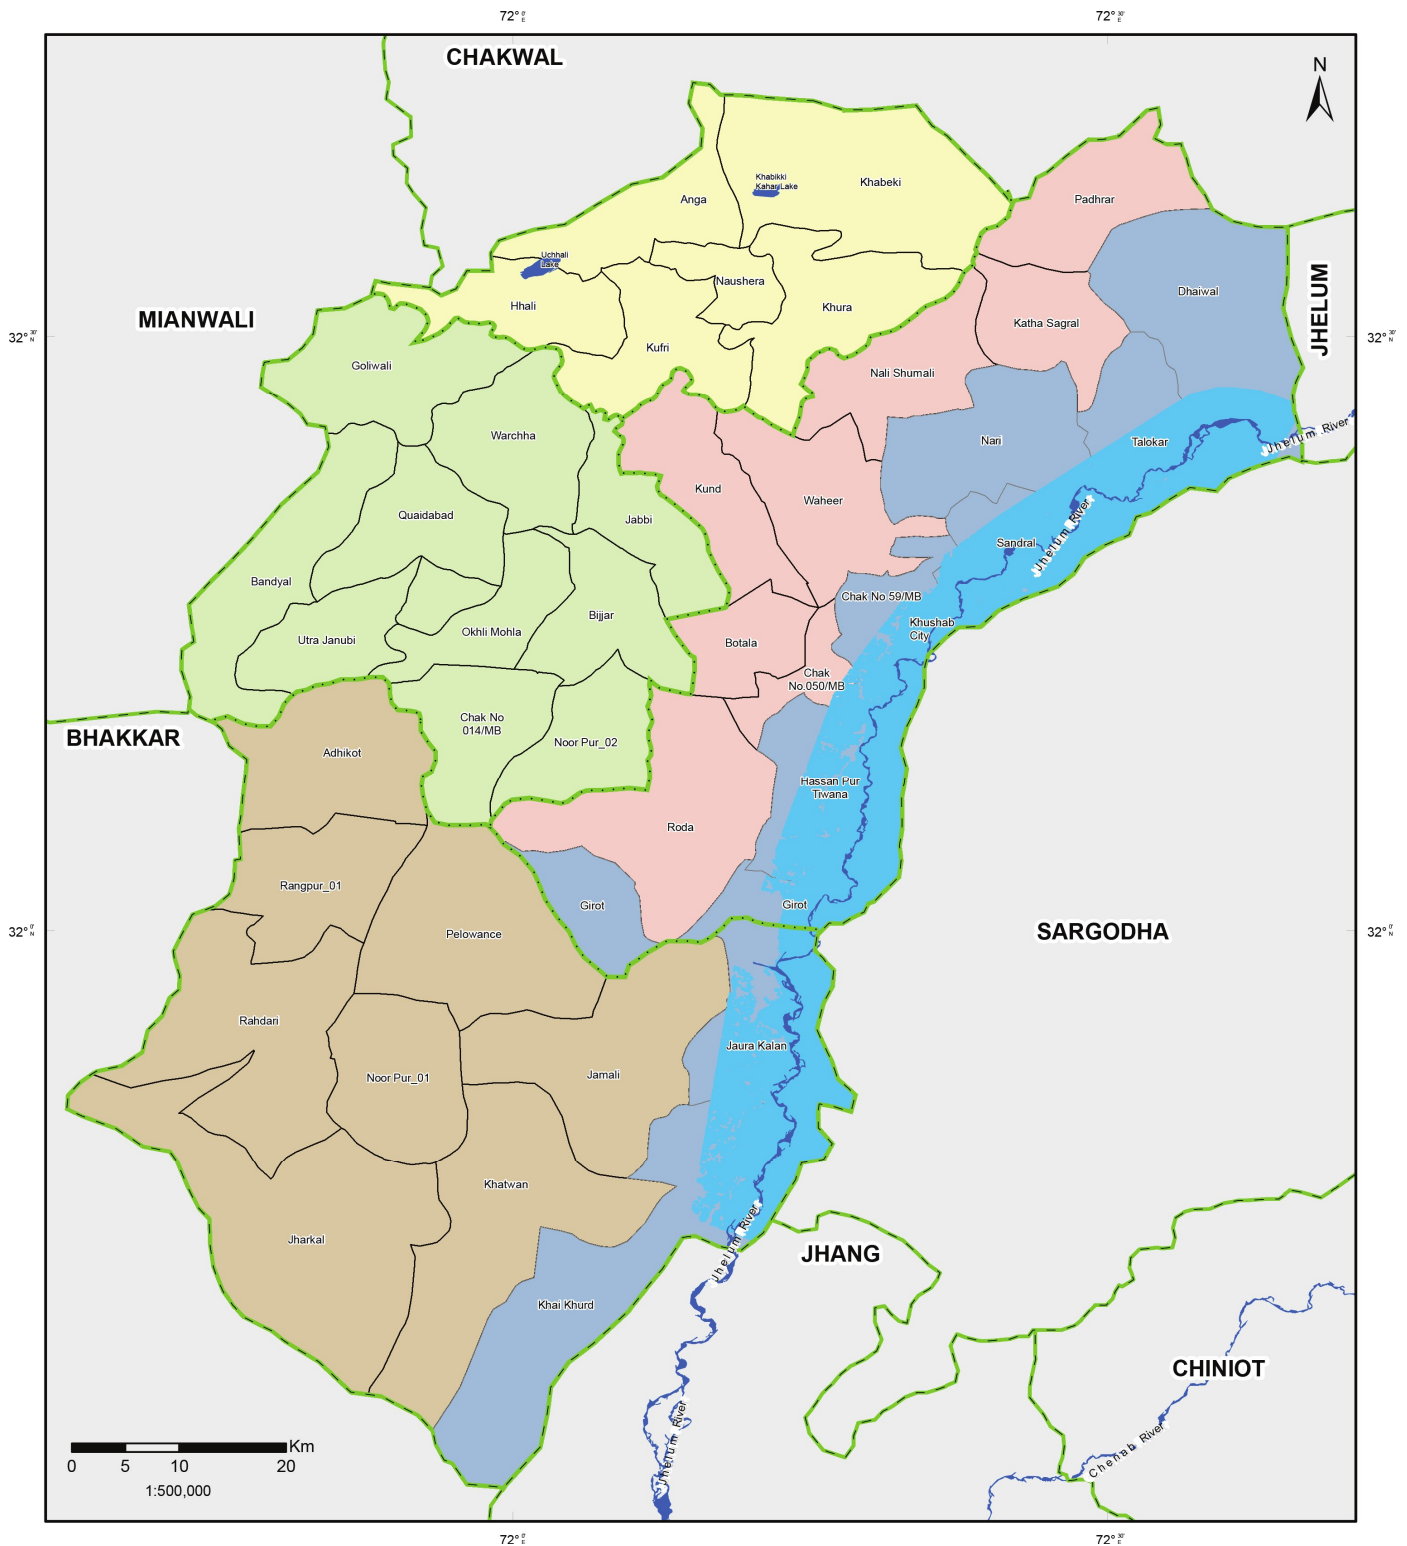 72° 0' E
72° 30' E
CHAKWAL
N
Khabikki
Kahar Lake
Khabeki
Anga
Padhrar
Uchhali
Lake
Naushera
Dhaiwal
JHELUM
Hhali
Khura
MIANWALI
Katha Sagral
32° 30' N
32° 30' N
Kufri
Goliwali
Nali Shumali
Warchha
Nari
Talokar
Jhelum River
Kund
Waheer
Quaidabad
Jabbi
Jhelum River
Sandral
Bandyal
Chak No 59/MB
Bijjar
Khushab
City
Utra Janubi
Okhli Mohla
Botala
Chak
No.050/MB
Chak No
014/MB
BHAKKAR
Noor Pur_02
Adhikot
Hassan Pur
Tiwana
Roda
Rangpur_01
Girot
Girot
32° 0' N
Pelowance
SARGODHA
32° 0' N
Rahdari
Jaura Kalan
Noor Pur_01
Jamali
Khatwan
Jhelum River
Jharkal
JHANG
Khai Khurd
CHINIOT
Jhelum River
Chenab River
Km
0 5 10 20
1:500,000
72° 0' E
72° 30' E